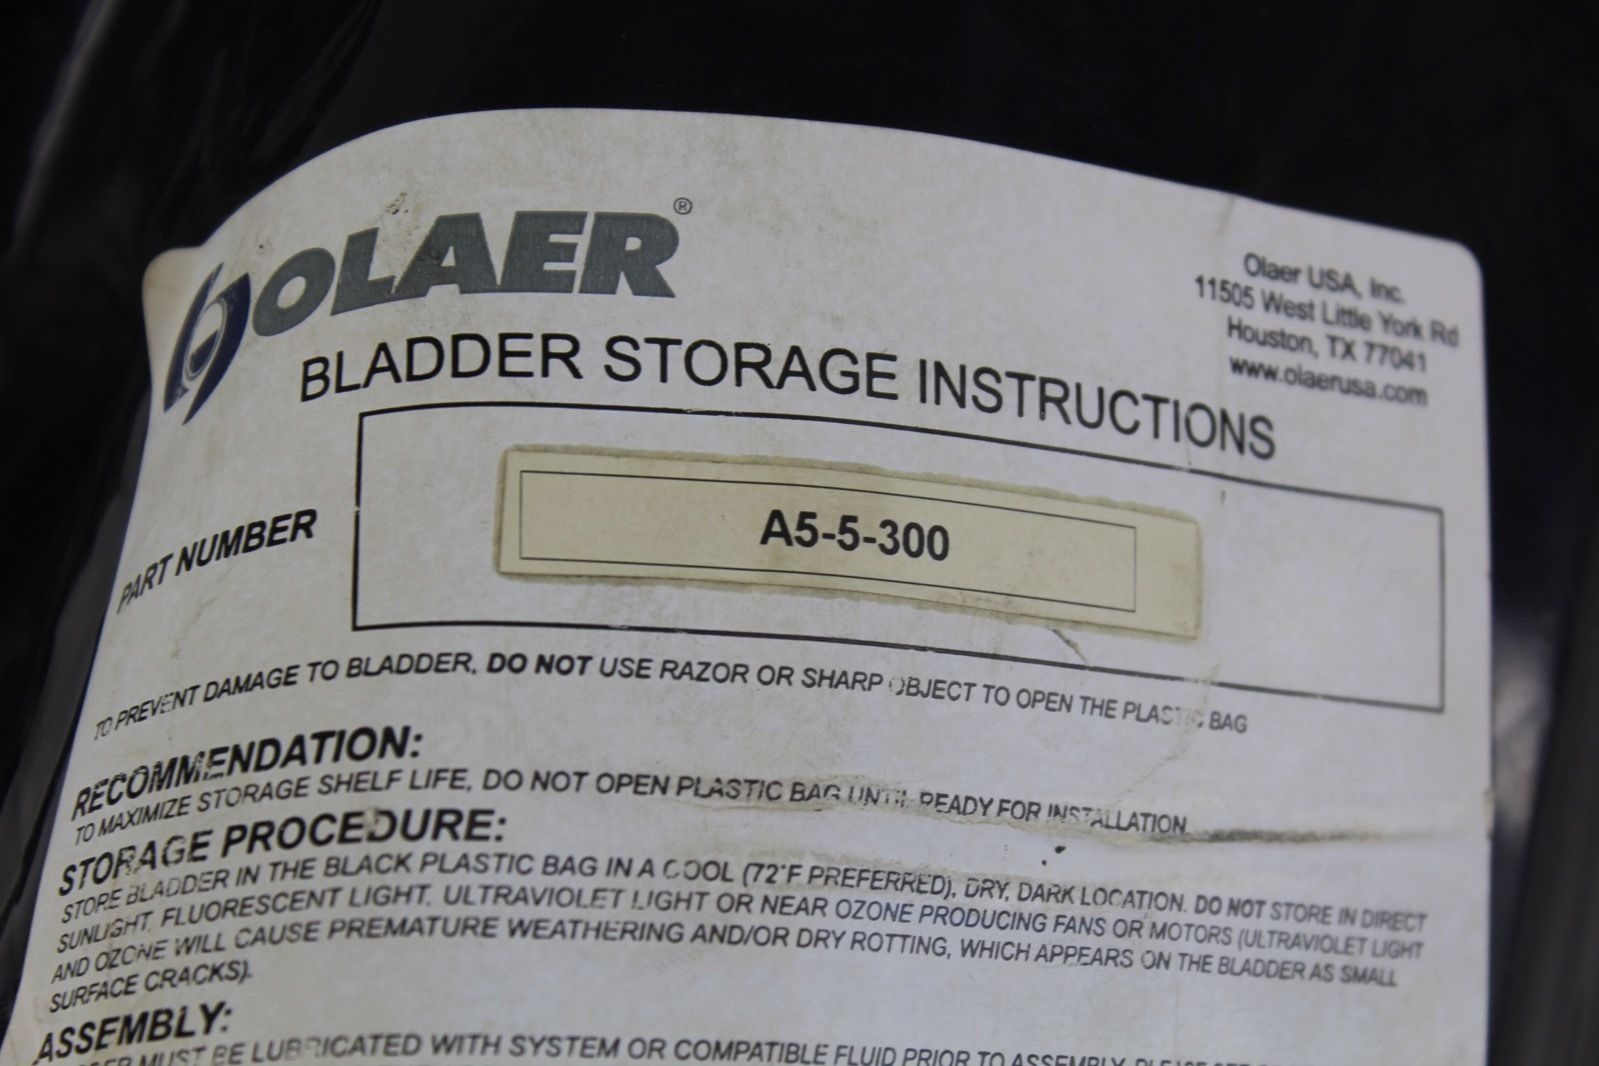 OLAER®
Olaer USA, Inc.
11505 West Little York Rd
Houston, TX 77041
www.olaerusa.com
BLADDER STORAGE INSTRUCTIONS
PART NUMBER
A5-5-300
TO PREVENT DAMAGE TO BLADDER, DO NOT USE RAZOR OR SHARP OBJECT TO OPEN THE PLASTIC BAG
RECOMMENDATION:
TO MAXIMIZE STORAGE SHELF LIFE, DO NOT OPEN PLASTIC BAG UNTIL READY FOR INSTALLATION.
STORAGE PROCEDURE:
STORE BLADDER IN THE BLACK PLASTIC BAG IN A COOL (72°F PREFERRED), DRY, DARK LOCATION. DO NOT STORE IN DIRECT
SUNLIGHT, FLUORESCENT LIGHT, ULTRAVIOLET LIGHT OR NEAR OZONE PRODUCING FANS OR MOTORS (ULTRAVIOLET LIGHT
AND OZONE WILL CAUSE PREMATURE WEATHERING AND/OR DRY ROTTING, WHICH APPEARS ON THE BLADDER AS SMALL
SURFACE CRACKS).
ASSEMBLY:
MUST BE LUBRICATED WITH SYSTEM OR COMPATIBLE FLUID PRIOR TO ASSEMBLY.